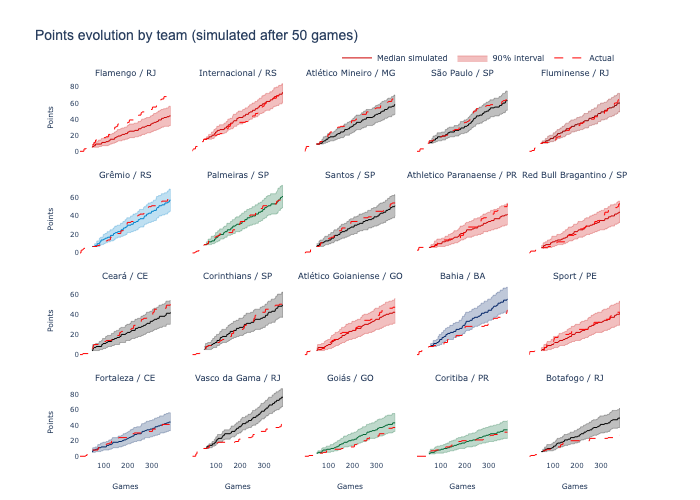 Points evolution by team (simulated after 50 games)
Median simulated 90% interval Actual
Flamengo / RJ Internacional / RS Atlético Mineiro / MG São Paulo / SP Fluminense / RJ
80
60
40
20
0
Points
Grêmio / RS Palmeiras / SP Santos / SP Athletico Paranaense / PR Red Bull Bragantino / SP
60
40
20
0
Points
Ceará / CE Corinthians / SP Atlético Goianiense / GO Bahia / BA Sport / PE
60
40
20
0
Points
Fortaleza / CE Vasco da Gama / RJ Goiás / GO Coritiba / PR Botafogo / RJ
80
60
40
20
0
Points
100 200 300 100 200 300 100 200 300 100 200 300 100 200 300
Games Games Games Games Games